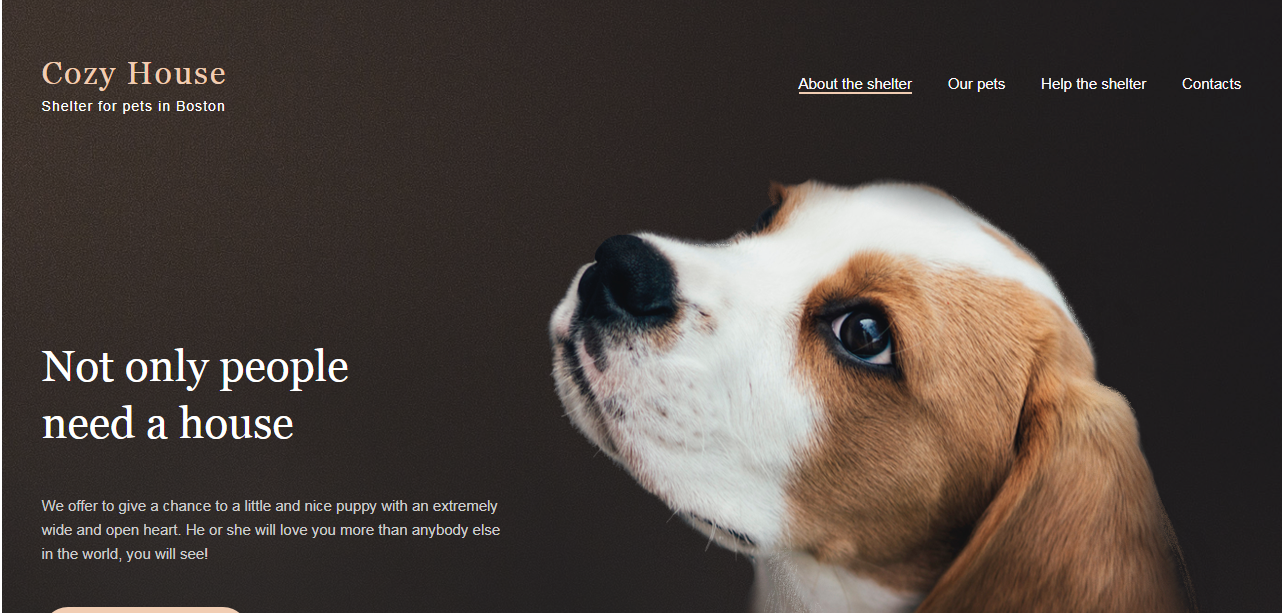 Cozy House
Shelter for pets in Boston
About the shelter
Our pets
Help the shelter
Contacts
Not only people
need a house
We offer to give a chance to a little and nice puppy with an extremely
wide and open heart. He or she will love you more than anybody else
in the world, you will see!